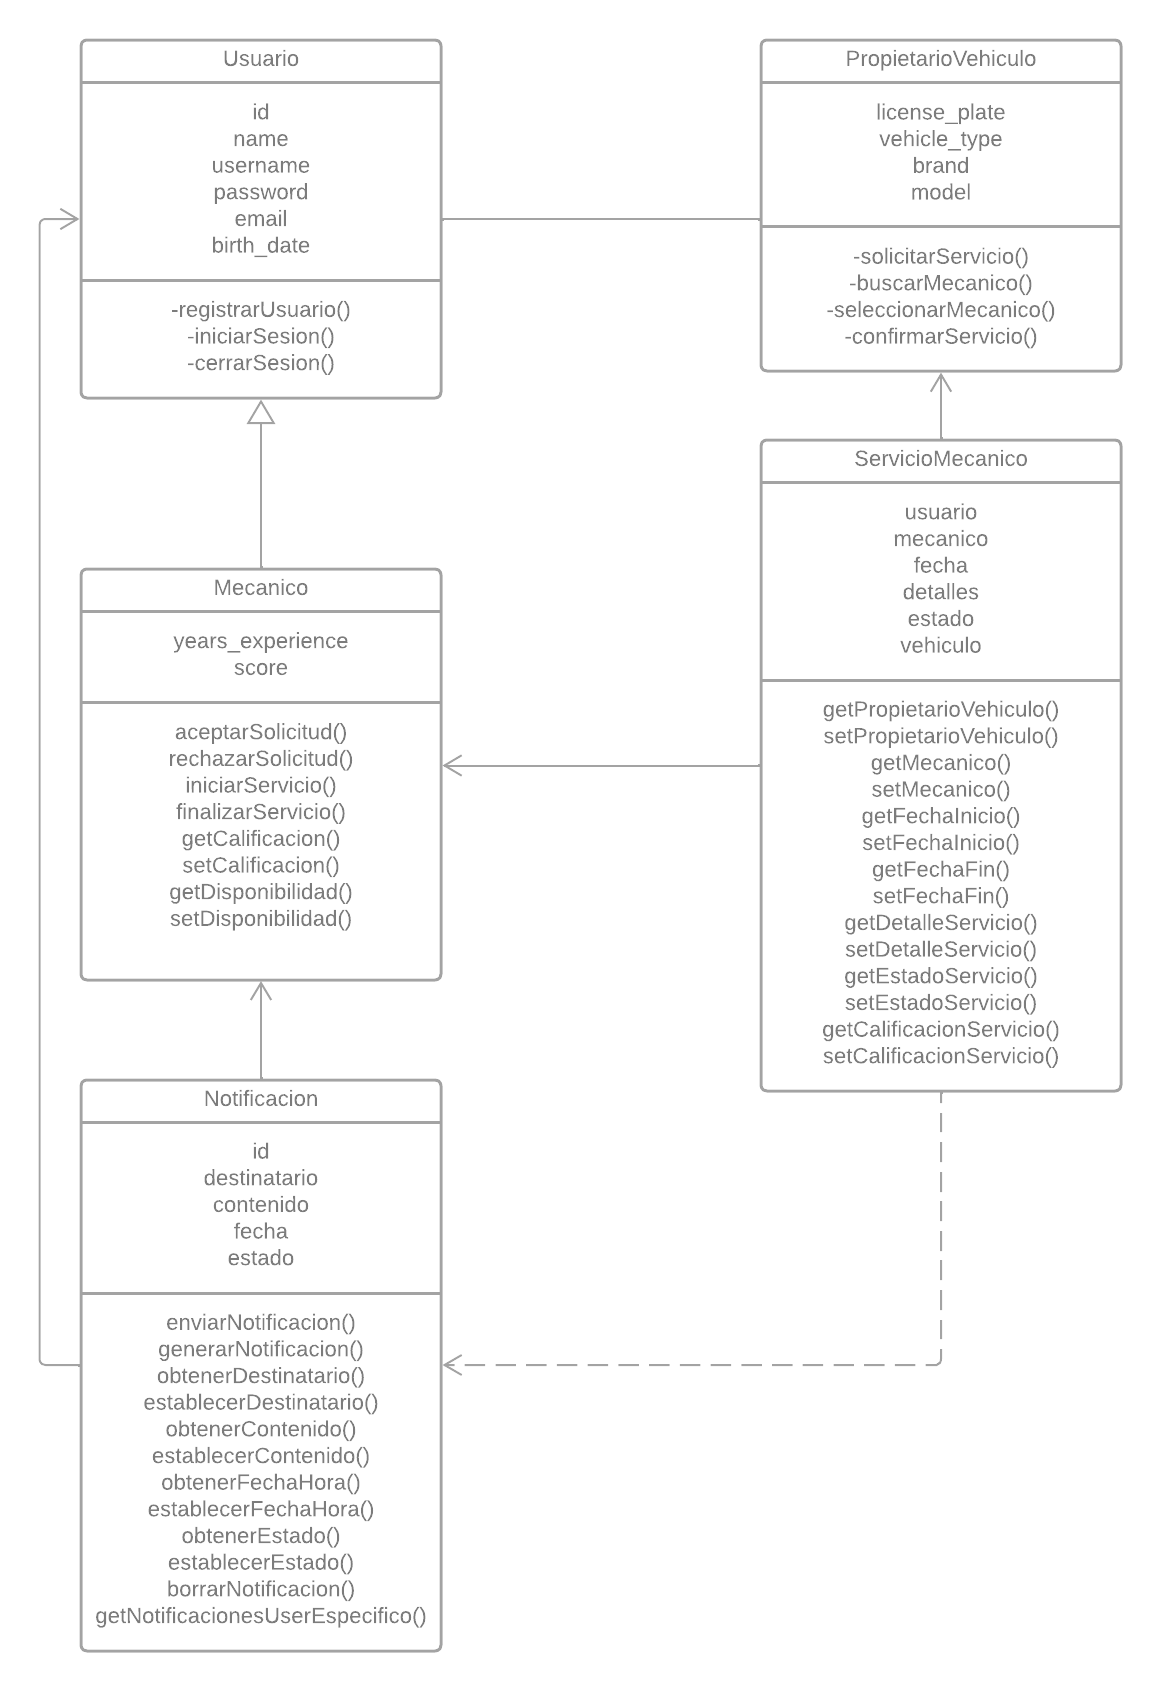 Usuario
id
name
username
password
email
birth_date
-registrarUsuario()
-iniciarSesion()
-cerrarSesion()
PropietarioVehiculo
license_plate
vehicle_type
brand
model
-solicitarServicio()
-buscarMecanico()
-seleccionarMecanico()
-confirmarServicio()
Mecanico
years_experience
score
aceptarSolicitud()
rechazarSolicitud()
iniciarServicio()
finalizarServicio()
getCalificacion()
setCalificacion()
getDisponibilidad()
setDisponibilidad()
ServicioMecanico
usuario
mecanico
fecha
detalles
estado
vehiculo
getPropietarioVehiculo()
setPropietarioVehiculo()
getMecanico()
setMecanico()
getFechaInicio()
setFechaInicio()
getFechaFin()
setFechaFin()
getDetalleServicio()
setDetalleServicio()
getEstadoServicio()
setEstadoServicio()
getCalificacionServicio()
setCalificacionServicio()
Notificacion
id
destinatario
contenido
fecha
estado
enviarNotificacion()
generarNotificacion()
obtenerDestinatario()
establecerDestinatario()
obtenerContenido()
establecerContenido()
obtenerFechaHora()
establecerFechaHora()
obtenerEstado()
establecerEstado()
borrarNotificacion()
getNotificacionesUserEspecifico()